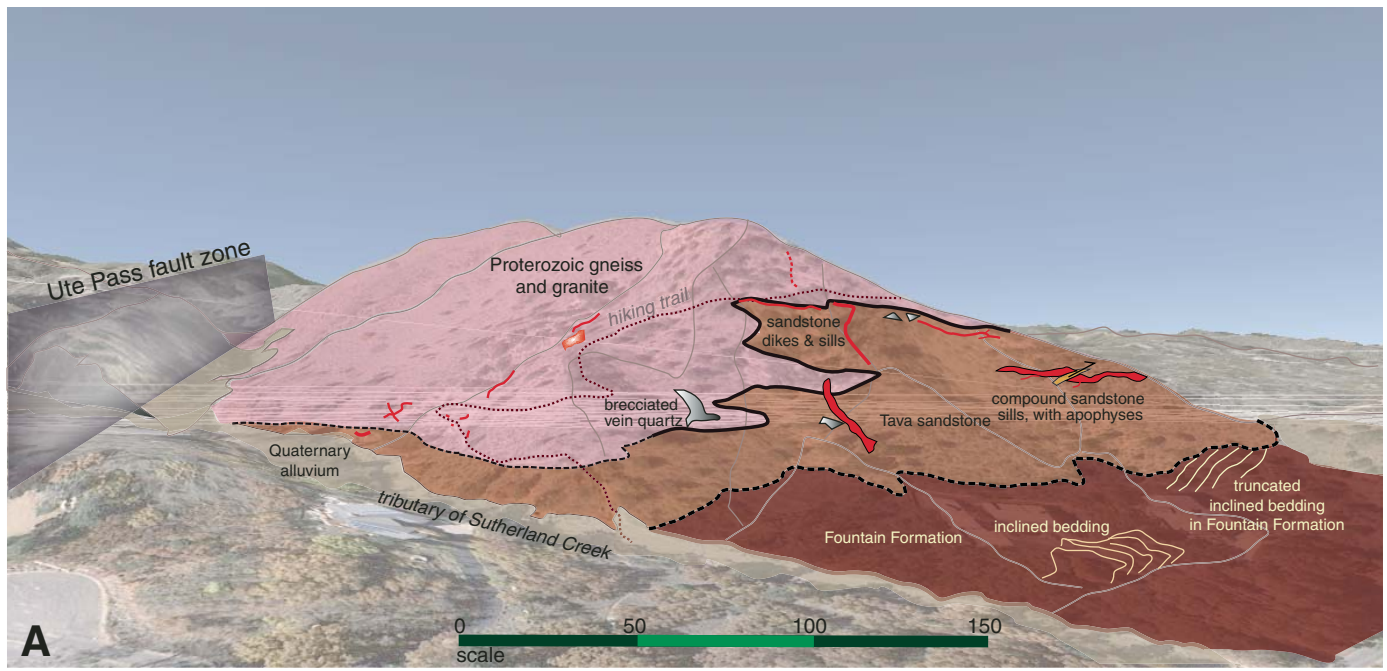 Ute Pass fault zone
Proterozoic gneiss
and granite
hiking trail
sandstone
dikes & sills
brecciated
vein quartz
Tava sandstone
compound sandstone
sills, with apophyses
Quaternary
alluvium
tributary of Sutherland Creek
truncated
inclined bedding
in Fountain Formation
inclined bedding
Fountain Formation
A
0 50 100 150
scale